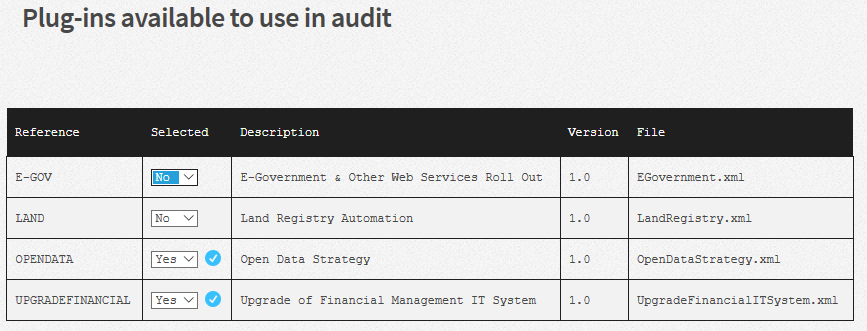 Plug-ins available to use in audit
Reference Selected Description Version File
E-GOV No E-Government & Other Web Services Roll Out 1.0 EGovernment.xml
LAND No Land Registry Automation 1.0 LandRegistry.xml
OPENDATA Yes Open Data Strategy 1.0 OpenDataStrategy.xml
UPGRADEFINANCIAL Yes Upgrade of Financial Management IT System 1.0 UpgradeFinancialITSystem.xml